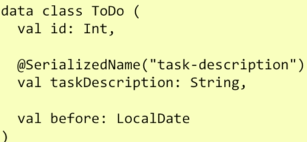 data class ToDo (
  val id: Int,
  @SerializedName("task-description")
  val taskDescription: String,
  val before: LocalDate
)